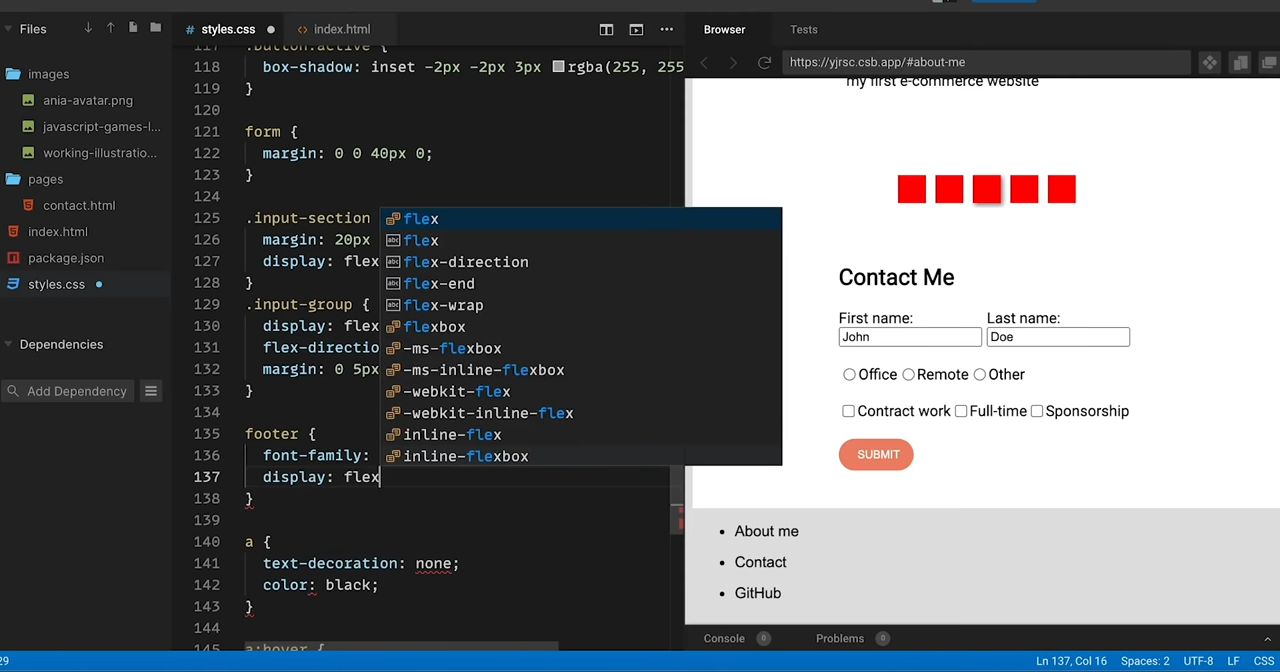 Files
images
ania-avatar.png
javascript-games-l...
working-illustratio...
pages
contact.html
index.html
package.json
styles.css
Dependencies
Add Dependency
# styles.css
<> index.html
117 .button:active {
118 box-shadow: inset -2px -2px 3px rgba(255, 255
119 }
120
121 form {
122 margin: 0 0 40px 0;
123 }
124
125 .input-section
126 margin: 20px
127 display: flex
128 }
129 .input-group {
130 display: flex
131 flex-directio
132 margin: 0 5px
133 }
134
135 footer {
136 font-family:
137 display: flex
138 }
139
140 a {
141 text-decoration: none;
142 color: black;
143 }
144
145 a:hover {
flex
flex
flex-direction
flex-end
flex-wrap
flexbox
-ms-flexbox
-ms-inline-flexbox
-webkit-flex
-webkit-inline-flex
inline-flex
inline-flexbox
Browser
Tests
https://yjrsc.csb.app/#about-me
my first e-commerce website
Contact Me
First name: Last name:
John Doe
Office Remote Other
Contract work Full-time Sponsorship
SUBMIT
About me
Contact
GitHub
Console 0 Problems 0
29
Ln 137, Col 16 Spaces: 2 UTF-8 LF CSS